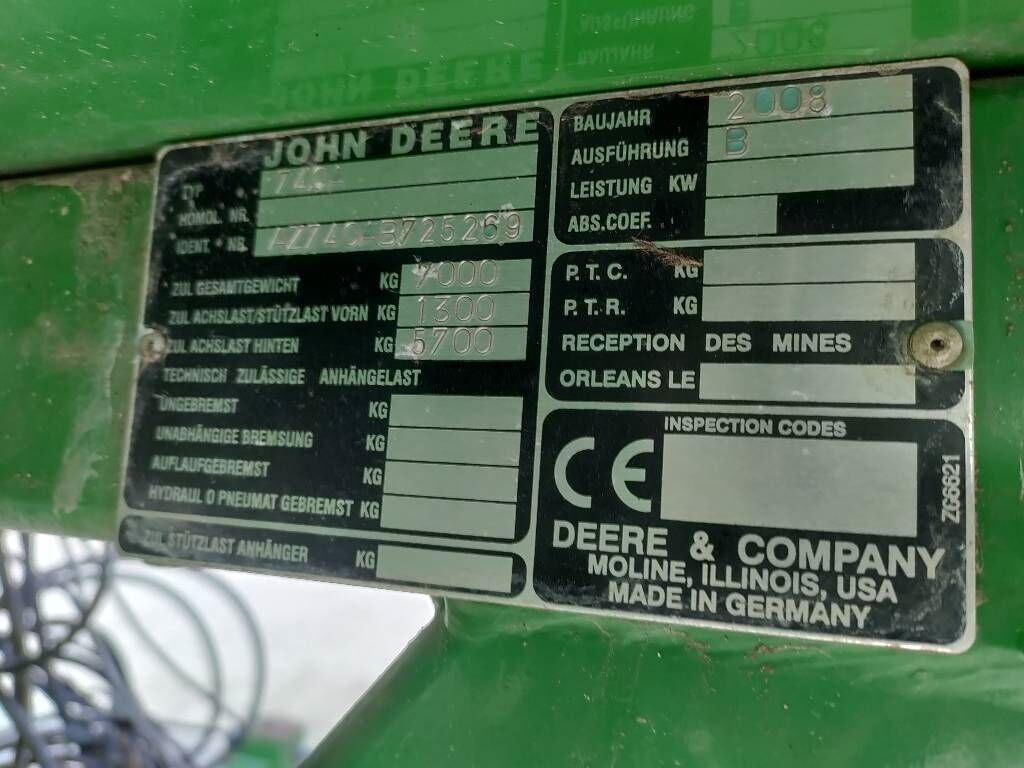 JOHN DEERE
TYP 740
HOMOL. NR.
IDENT. NR.
ZUL GESAMTGEWICHT KG 7000
ZUL ACHSLAST/STÜTZLAST VORN KG 1300
ZUL ACHSLAST HINTEN KG 5700
TECHNISCH ZULÄSSIGE ANHÄNGELAST
UNGEBREMST KG
UNABHÄNGIGE BREMSUNG KG
AUFLAUFGEBREMST KG
HYDRAUL O PNEUMAT GEBREMST KG
ZUL STÜTZLAST ANHÄNGER KG
BAUJAHR 2008
AUSFÜHRUNG B
LEISTUNG KW
ABS.COEF.
P.T.C. KG
P.T.R. KG
RECEPTION DES MINES
ORLEANS LE
INSPECTION CODES
CE
ZG6621
DEERE & COMPANY
MOLINE, ILLINOIS, USA
MADE IN GERMANY